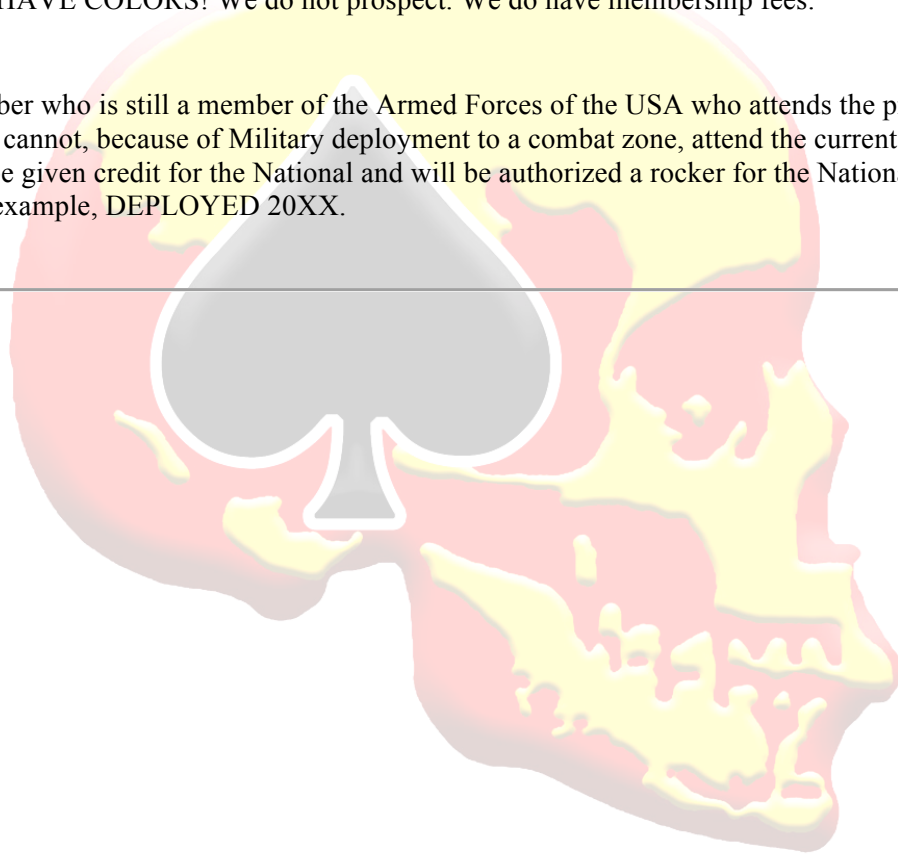 HAVE COLORS! We do not prospect. We do have membership fees.
ber who is still a member of the Armed Forces of the USA who attends the p
cannot, because of Military deployment to a combat zone, attend the current
e given credit for the National and will be authorized a rocker for the Nationa
example, DEPLOYED 20XX.